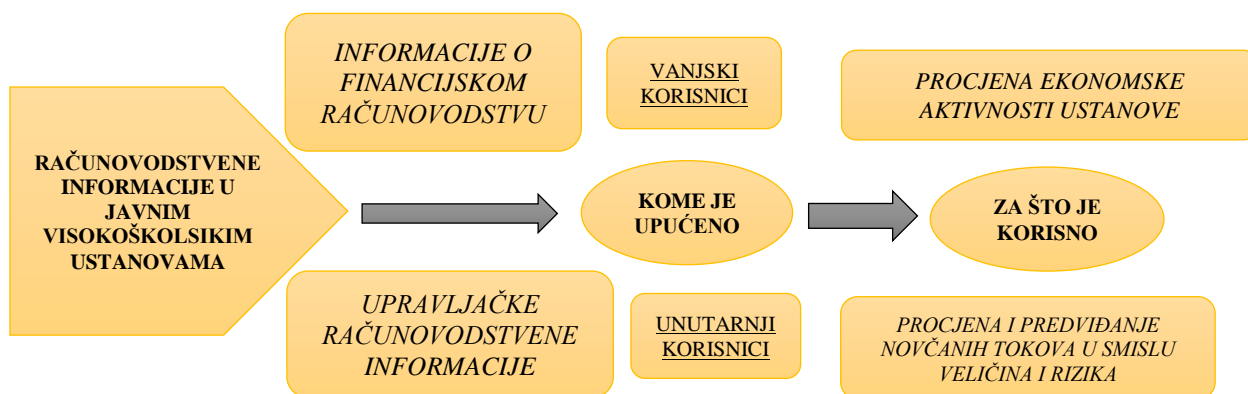 RAČUNOVODSTVENE
INFORMACIJE U
JAVNIM
VISOKOŠKOLSIKIM
USTANOVAMA
INFORMACIJE O
FINANCIJSKOM
RAČUNOVODSTVU
VANJSKI
KORISNICI
PROCJENA EKONOMSKE
AKTIVNOSTI USTANOVE
KOME JE
UPUĆENO
ZA ŠTO JE
KORISNO
UPRAVLJAČKE
RAČUNOVODSTVENE
INFORMACIJE
UNUTARNJI
KORISNICI
PROCJENA I PREDVIĐANJE
NOVČANIH TOKOVA U SMISLU
VELIČINA I RIZIKA